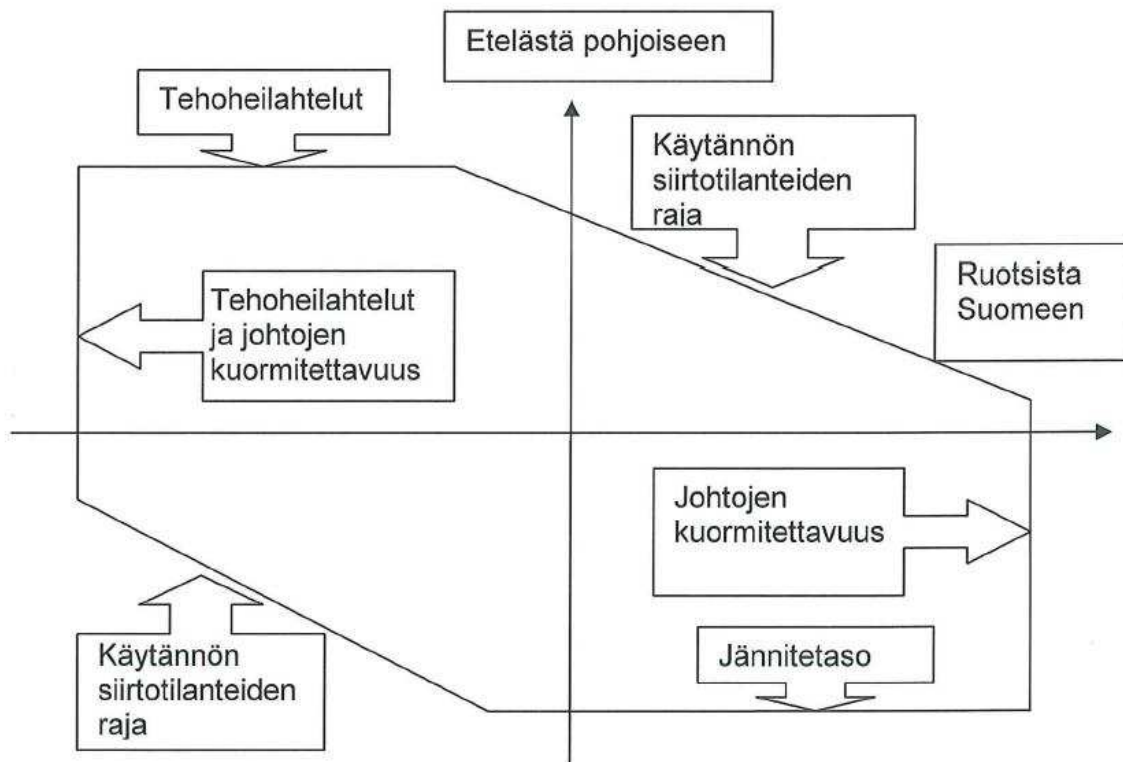 Etelästä pohjoiseen
Tehoheilahtelut
Käytännön
siirtotilanteiden
raja
Ruotsista
Suomeen
Tehoheilahtelut
ja johtojen
kuormitettavuus
Johtojen
kuormitettavuus
Käytännön
siirtotilanteiden
raja
Jännitetaso